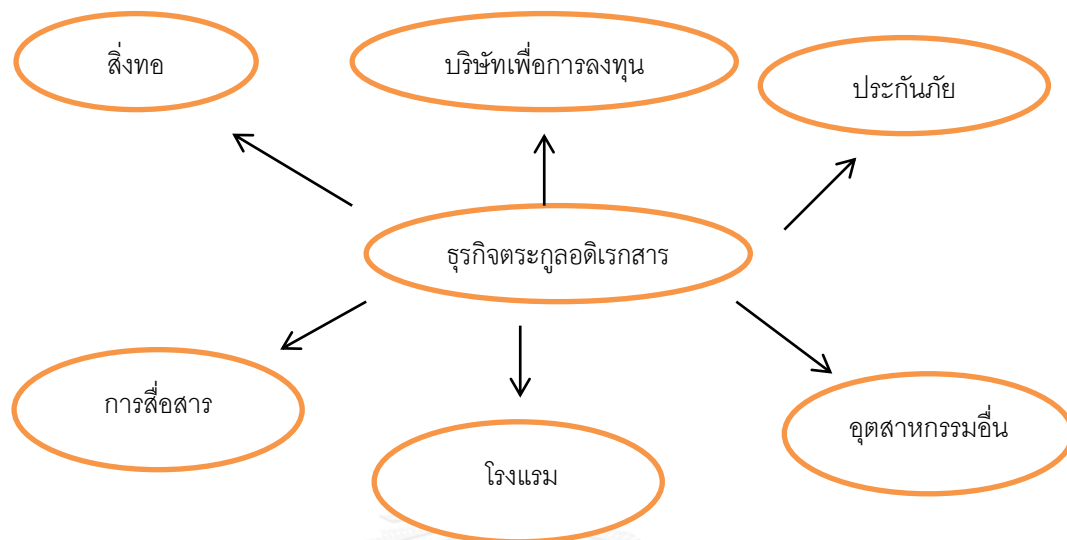 สิ่งทอ
บริษัทเพื่อการลงทุน
ประกันภัย
ธุรกิจตระกูลอดิเรกสาร
การสื่อสาร
อุตสาหกรรมอื่น
โรงแรม